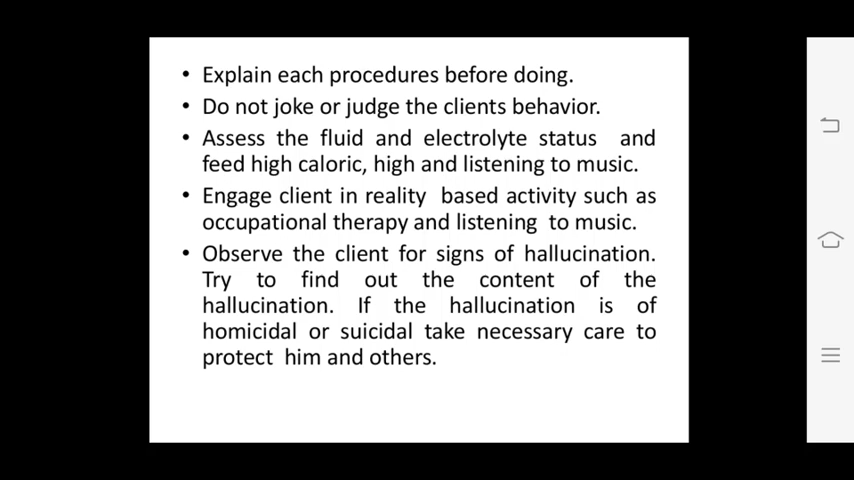 • Explain each procedures before doing.
• Do not joke or judge the clients behavior.
• Assess the fluid and electrolyte status and
feed high caloric, high and listening to music.
• Engage client in reality based activity such as
occupational therapy and listening to music.
• Observe the client for signs of hallucination.
Try to find out the content of the
hallucination. If the hallucination is of
homicidal or suicidal take necessary care to
protect him and others.